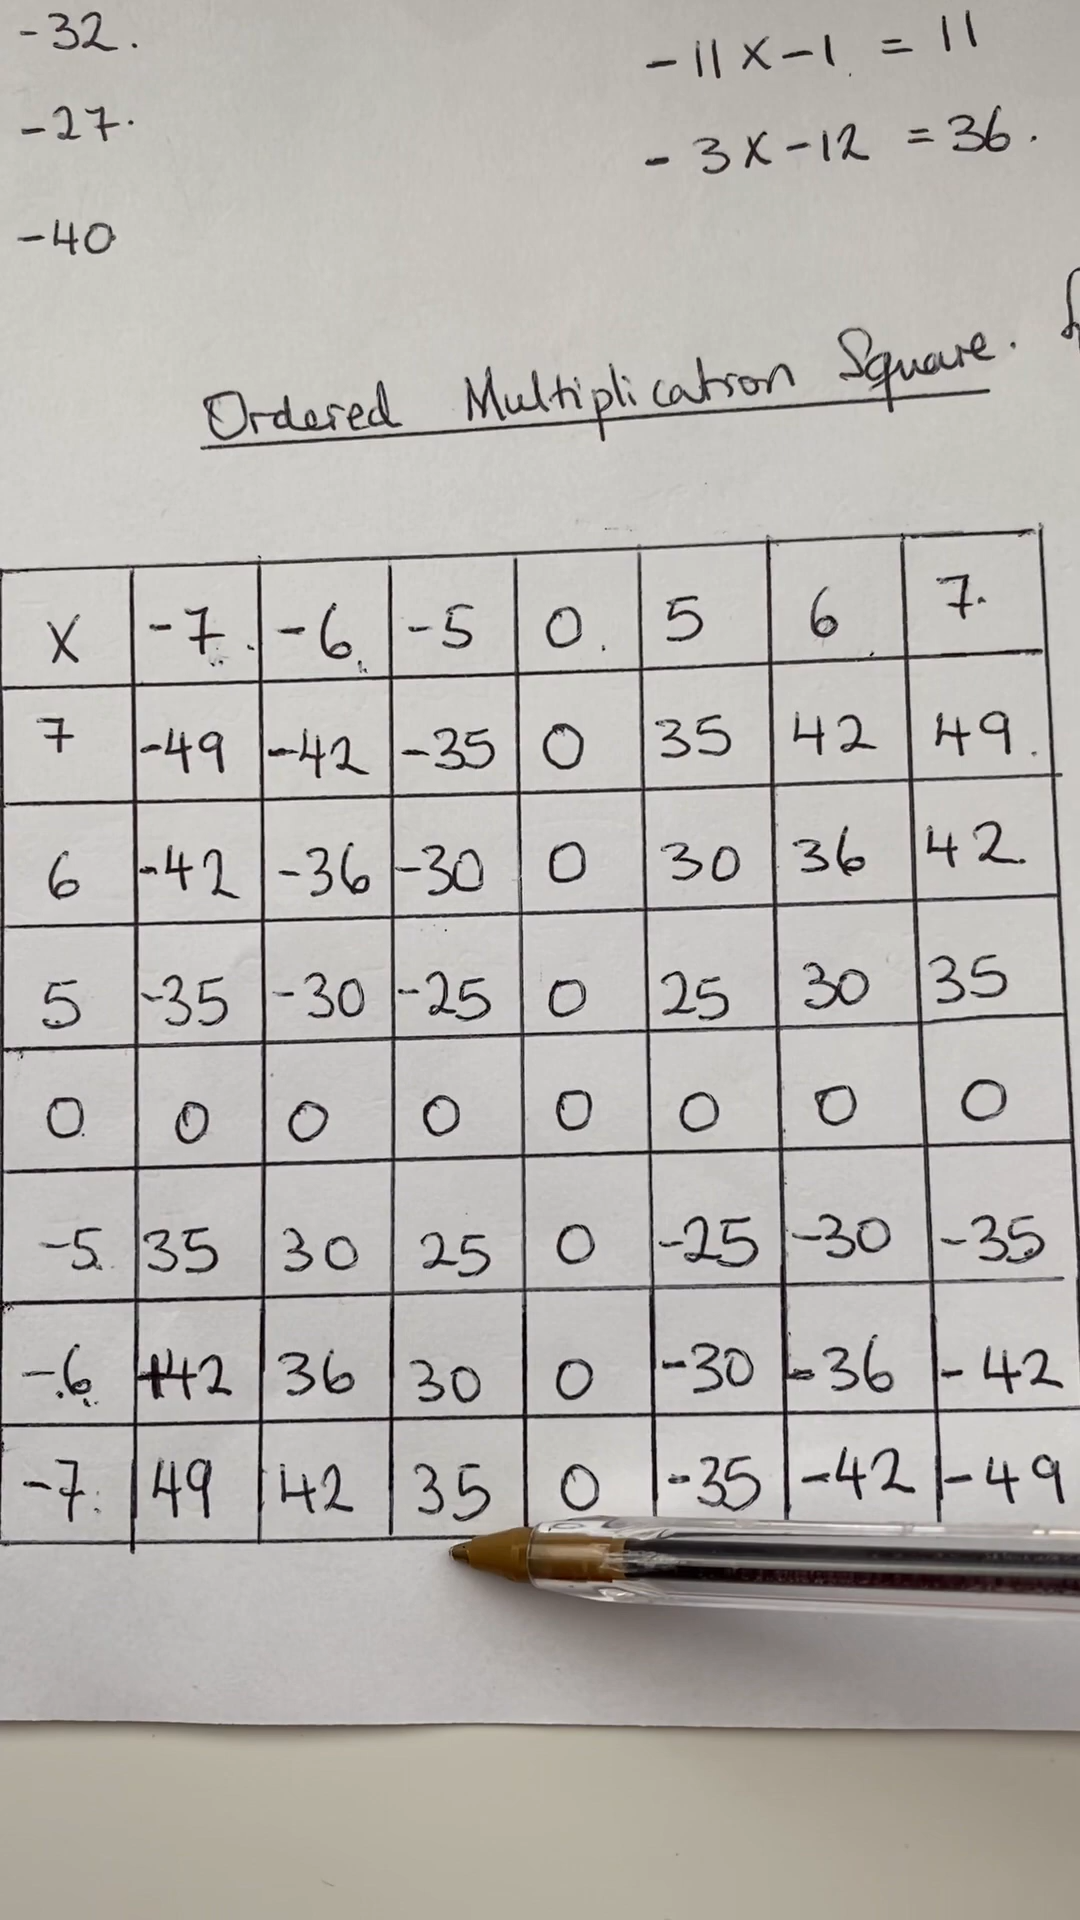 -32.
-11 x -1 = 11
-27.
-3 x -12 = 36.
-40
Ordered Multiplication Square.
X -7 -6 -5 0 5 6 7
7 -49 -42 -35 0 35 42 49
6 -42 -36 -30 0 30 36 42
5 -35 -30 -25 0 25 30 35
0 0 0 0 0 0 0 0
-5 35 30 25 0 -25 -30 -35
-6 +42 36 30 0 -30 -36 -42
-7 49 42 35 0 -35 -42 -49